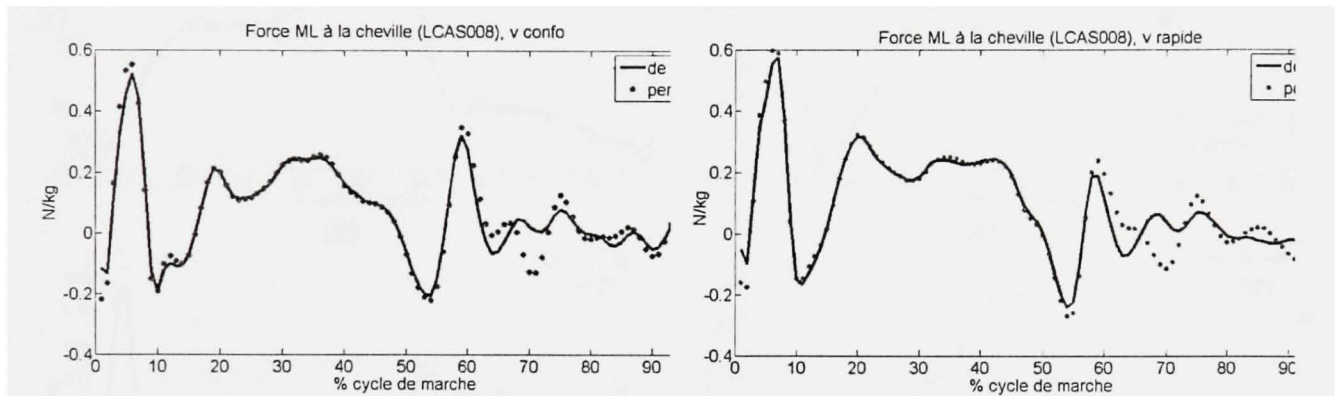 Force ML à la cheville (LCAS008), v confo
0.6
0.4
0.2
0
-0.2
-0.4
N/kg
0 10 20 30 40 50 60 70 80 90
% cycle de marche
de
per
Force ML à la cheville (LCAS008), v rapide
0.6
0.4
0.2
0
-0.2
-0.4
N/kg
0 10 20 30 40 50 60 70 80 90
% cycle de marche